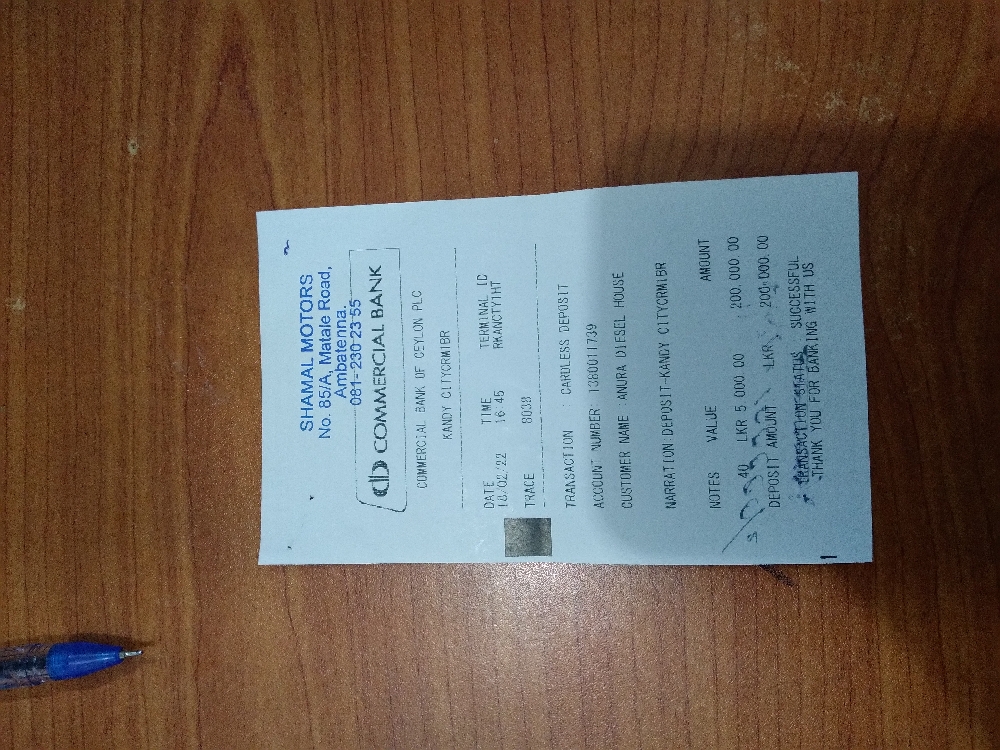 SHAMAL MOTORS
No. 85/A, Matale Road,
Ambatenna.
081-230 23 55
COMMERCIAL BANK
COMMERCIAL BANK OF CEYLON PLC
KANDY CITYCRM1BR
DATE TIME TERMINAL ID
18/02/22 16:45 RKANCTY1HT
TRACE 8038
TRANSACTION : CARDLESS DEPOSIT
ACCOUNT NUMBER 1380011739
CUSTOMER NAME :ANURA DIESEL HOUSE
NARRATION:DEPOSIT-KANDY CITYCRM1BR
NOTES VALUE AMOUNT
40 LKR 5 000.00 200,000.00
DEPOSIT AMOUNT LKR 200,000.00
TRANSACTION STATUS SUCCESSFUL
THANK YOU FOR BANKING WITH US